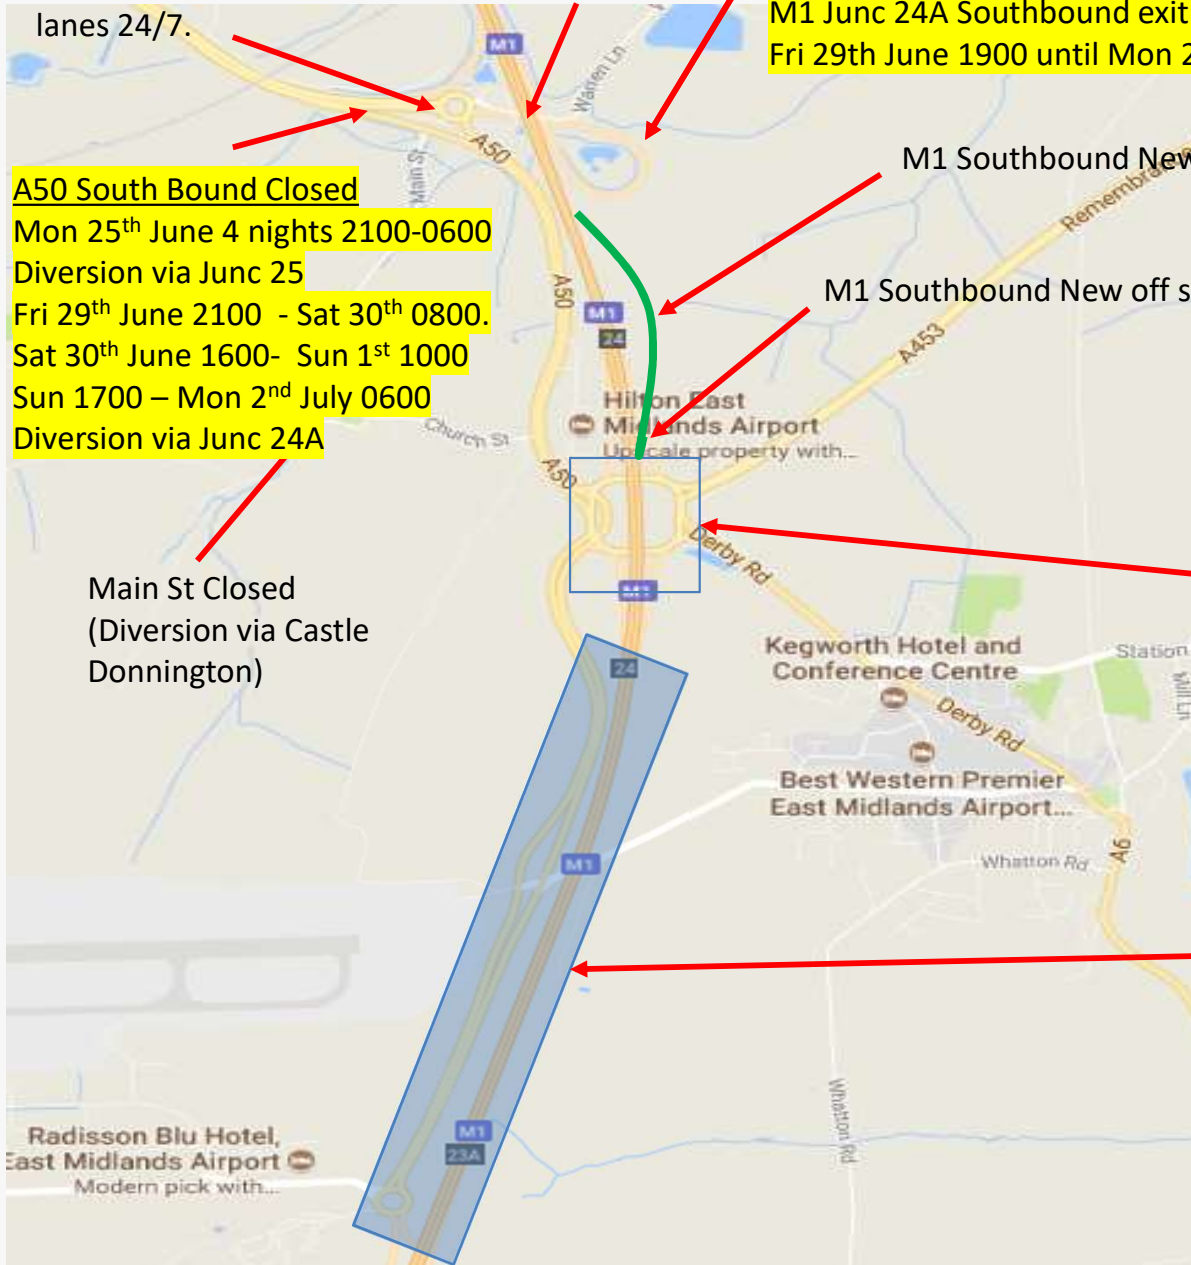 lanes 24/7.
M1 Junc 24A Southbound exit
Fri 29th June 1900 until Mon 2
M1
Warren Ln
A50
Main St
M1 Southbound New
Remembrance
A50 South Bound Closed
Mon 25th June 4 nights 2100-0600
Diversion via Junc 25
Fri 29th June 2100 - Sat 30th 0800.
Sat 30th June 1600- Sun 1st 1000
Sun 1700 – Mon 2nd July 0600
Diversion via Junc 24A
A50
M1 Southbound New off s
M1
24
A453
Hilton East
Midlands Airport
Upscale property with...
Church St
A50
Derby Rd
M1
Main St Closed
(Diversion via Castle
Donnington)
24
Kegworth Hotel and
Conference Centre
Station
Mill Ln
Derby Rd
Best Western Premier
East Midlands Airport...
M1
Whatton Rd
A6
Whatton Rd
M1
23A
Radisson Blu Hotel,
East Midlands Airport
Modern pick with...